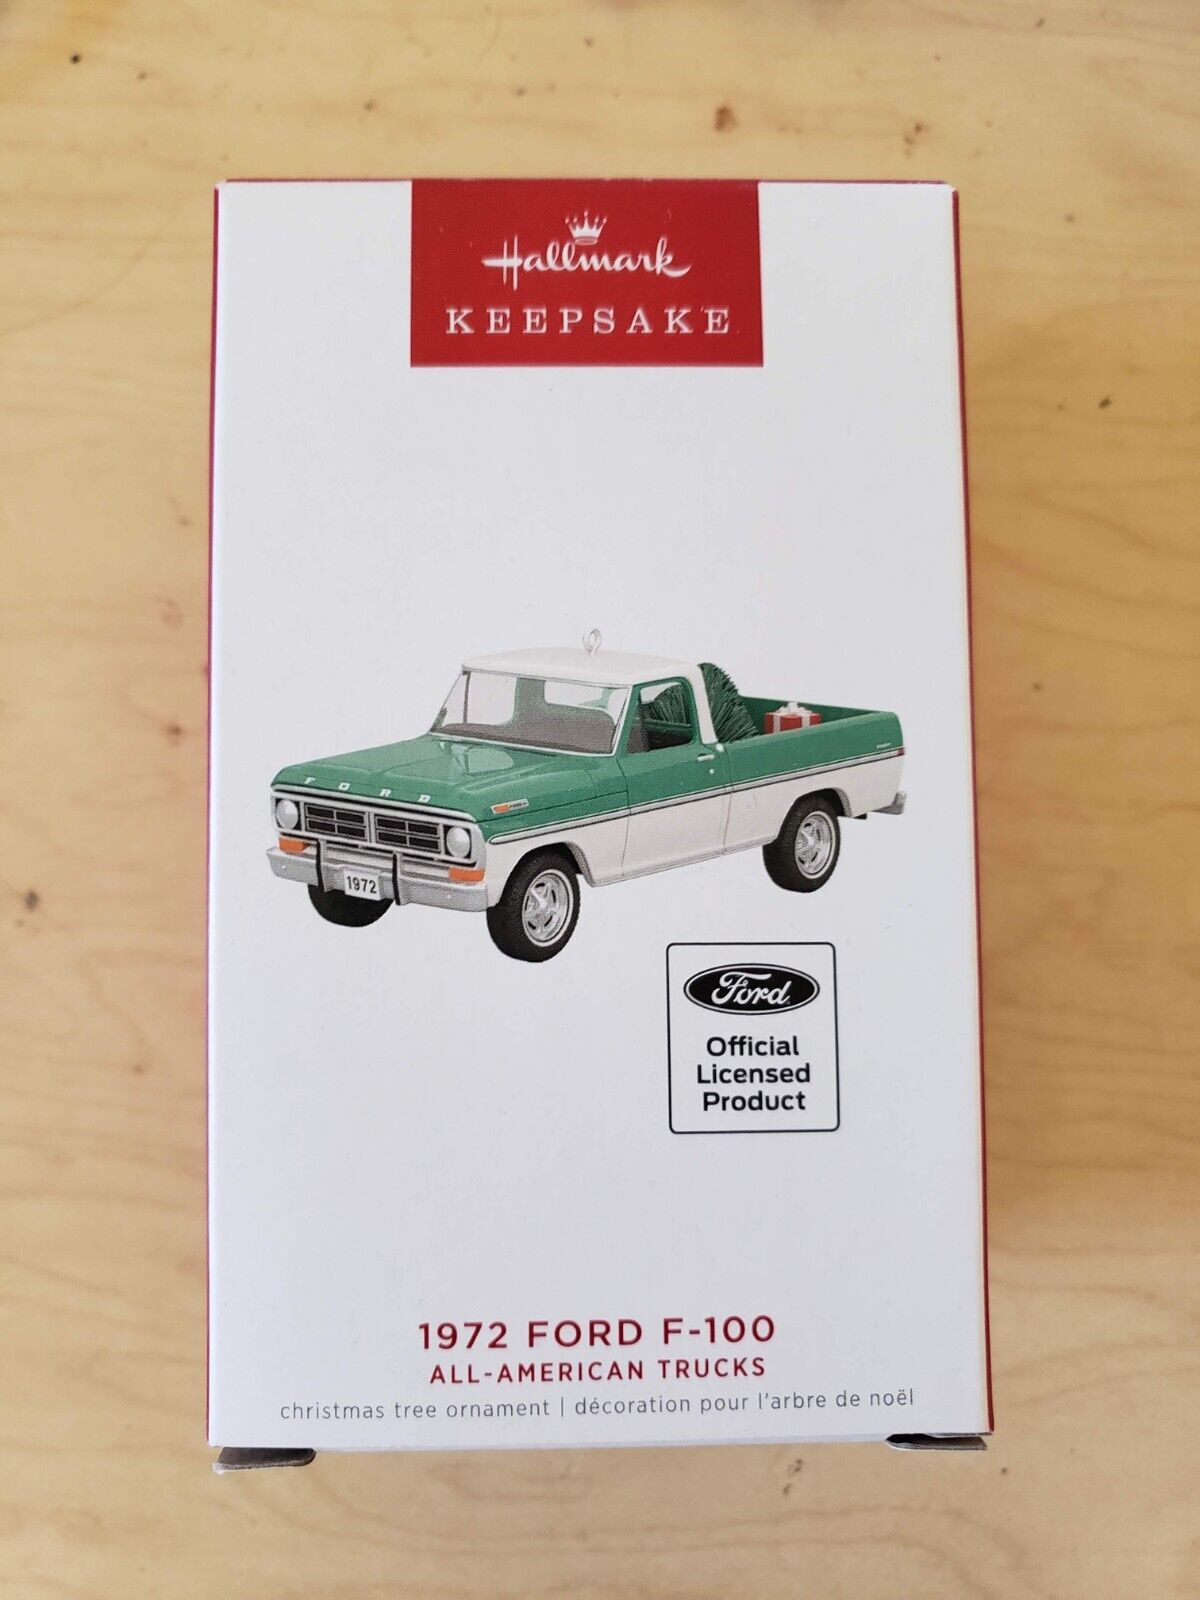 Hallmark
KEEPSAKE
FORD
1972
Ford
Official
Licensed
Product
1972 FORD F-100
ALL-AMERICAN TRUCKS
christmas tree ornament | décoration pour l'arbre de noël